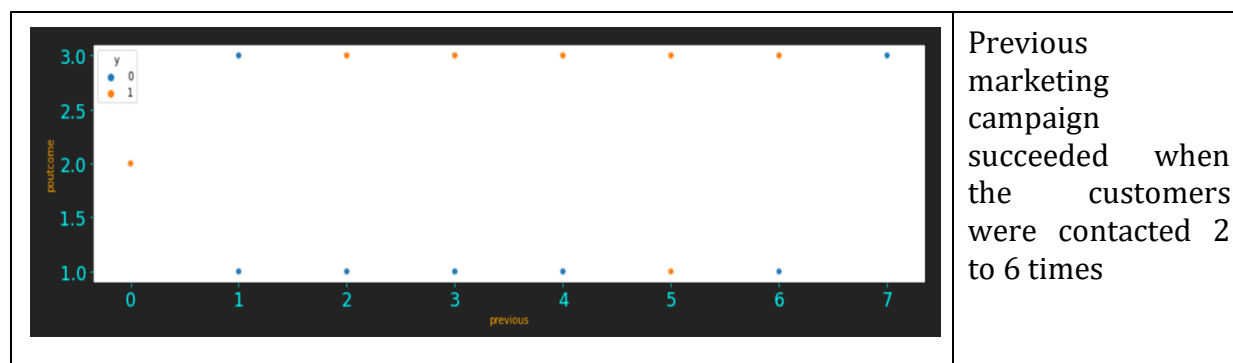 3.0
2.5
2.0
1.5
1.0
poutcome
y
0
1
0 1 2 3 4 5 6 7
previous
Previous
marketing
campaign
succeeded when
the customers
were contacted 2
to 6 times